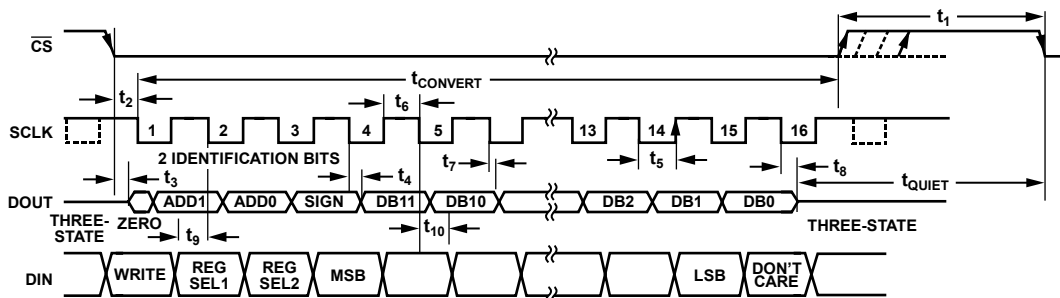 t1
CS
tCONVERT
t2
t6
SCLK
1 2 3 4 5 13 14 15 16
2 IDENTIFICATION BITS
t7
t5
t8
t3
t4
tQUIET
DOUT
ADD1 ADD0 SIGN DB11 DB10 DB2 DB1 DB0
THREE-
STATE
ZERO
THREE-STATE
t9
t10
DIN
WRITE
REG
SEL1
REG
SEL2
MSB
LSB
DON'T
CARE